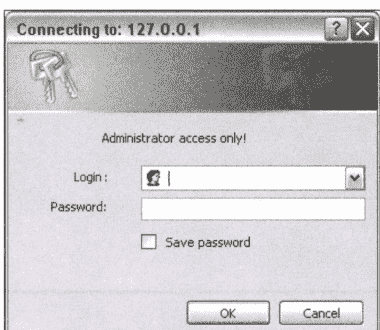 Connecting to: 127.0.0.1
Administrator access only!
Login:
Password:
Save password
OK
Cancel